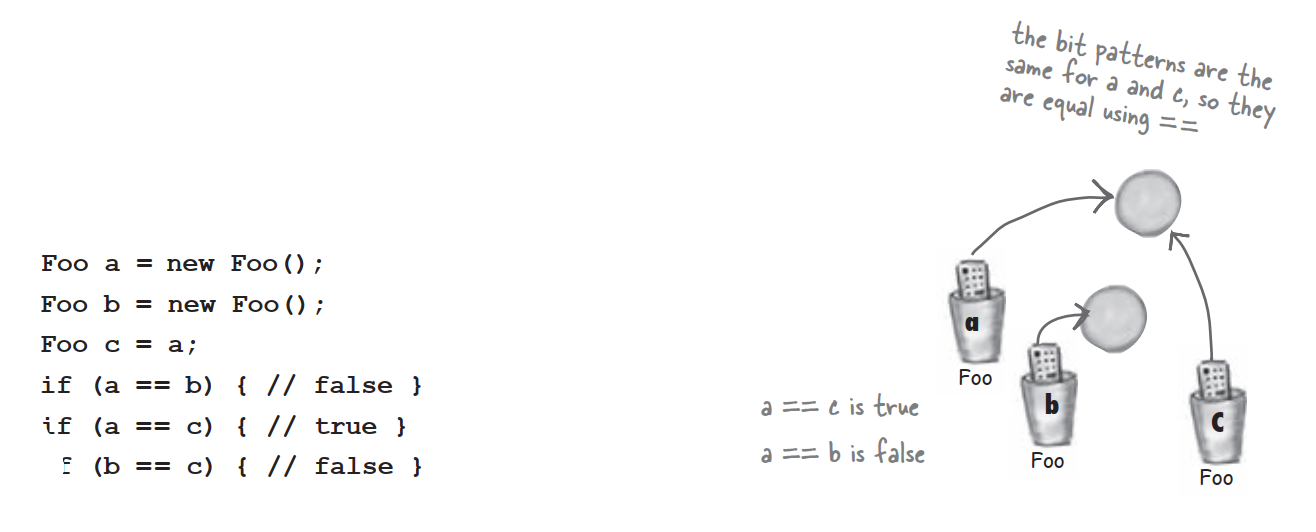 the bit patterns are the
same for a and c, so they
are equal using ==
Foo a = new Foo();
Foo b = new Foo();
Foo c = a;
if (a == b) { // false }
if (a == c) { // true }
f (b == c) { // false }
a == c is true
a == b is false
a
Foo
b
Foo
c
Foo